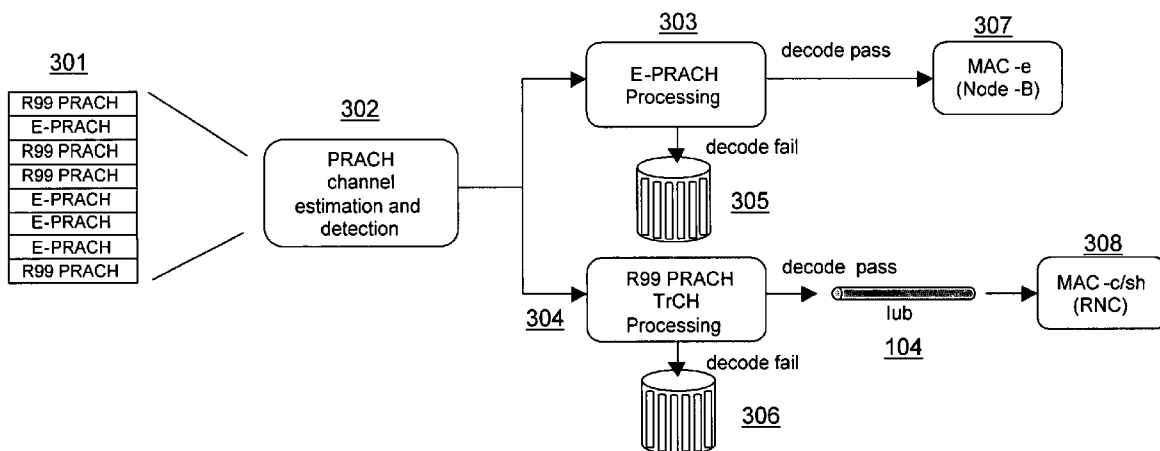 301
R99 PRACH
E-PRACH
R99 PRACH
R99 PRACH
E-PRACH
E-PRACH
E-PRACH
R99 PRACH
302
PRACH
channel
estimation and
detection
303
E-PRACH
Processing
decode pass
307
MAC -e
(Node -B)
decode fail
305
304
R99 PRACH
TrCH
Processing
decode pass
Iub
104
308
MAC -c/sh
(RNC)
decode fail
306